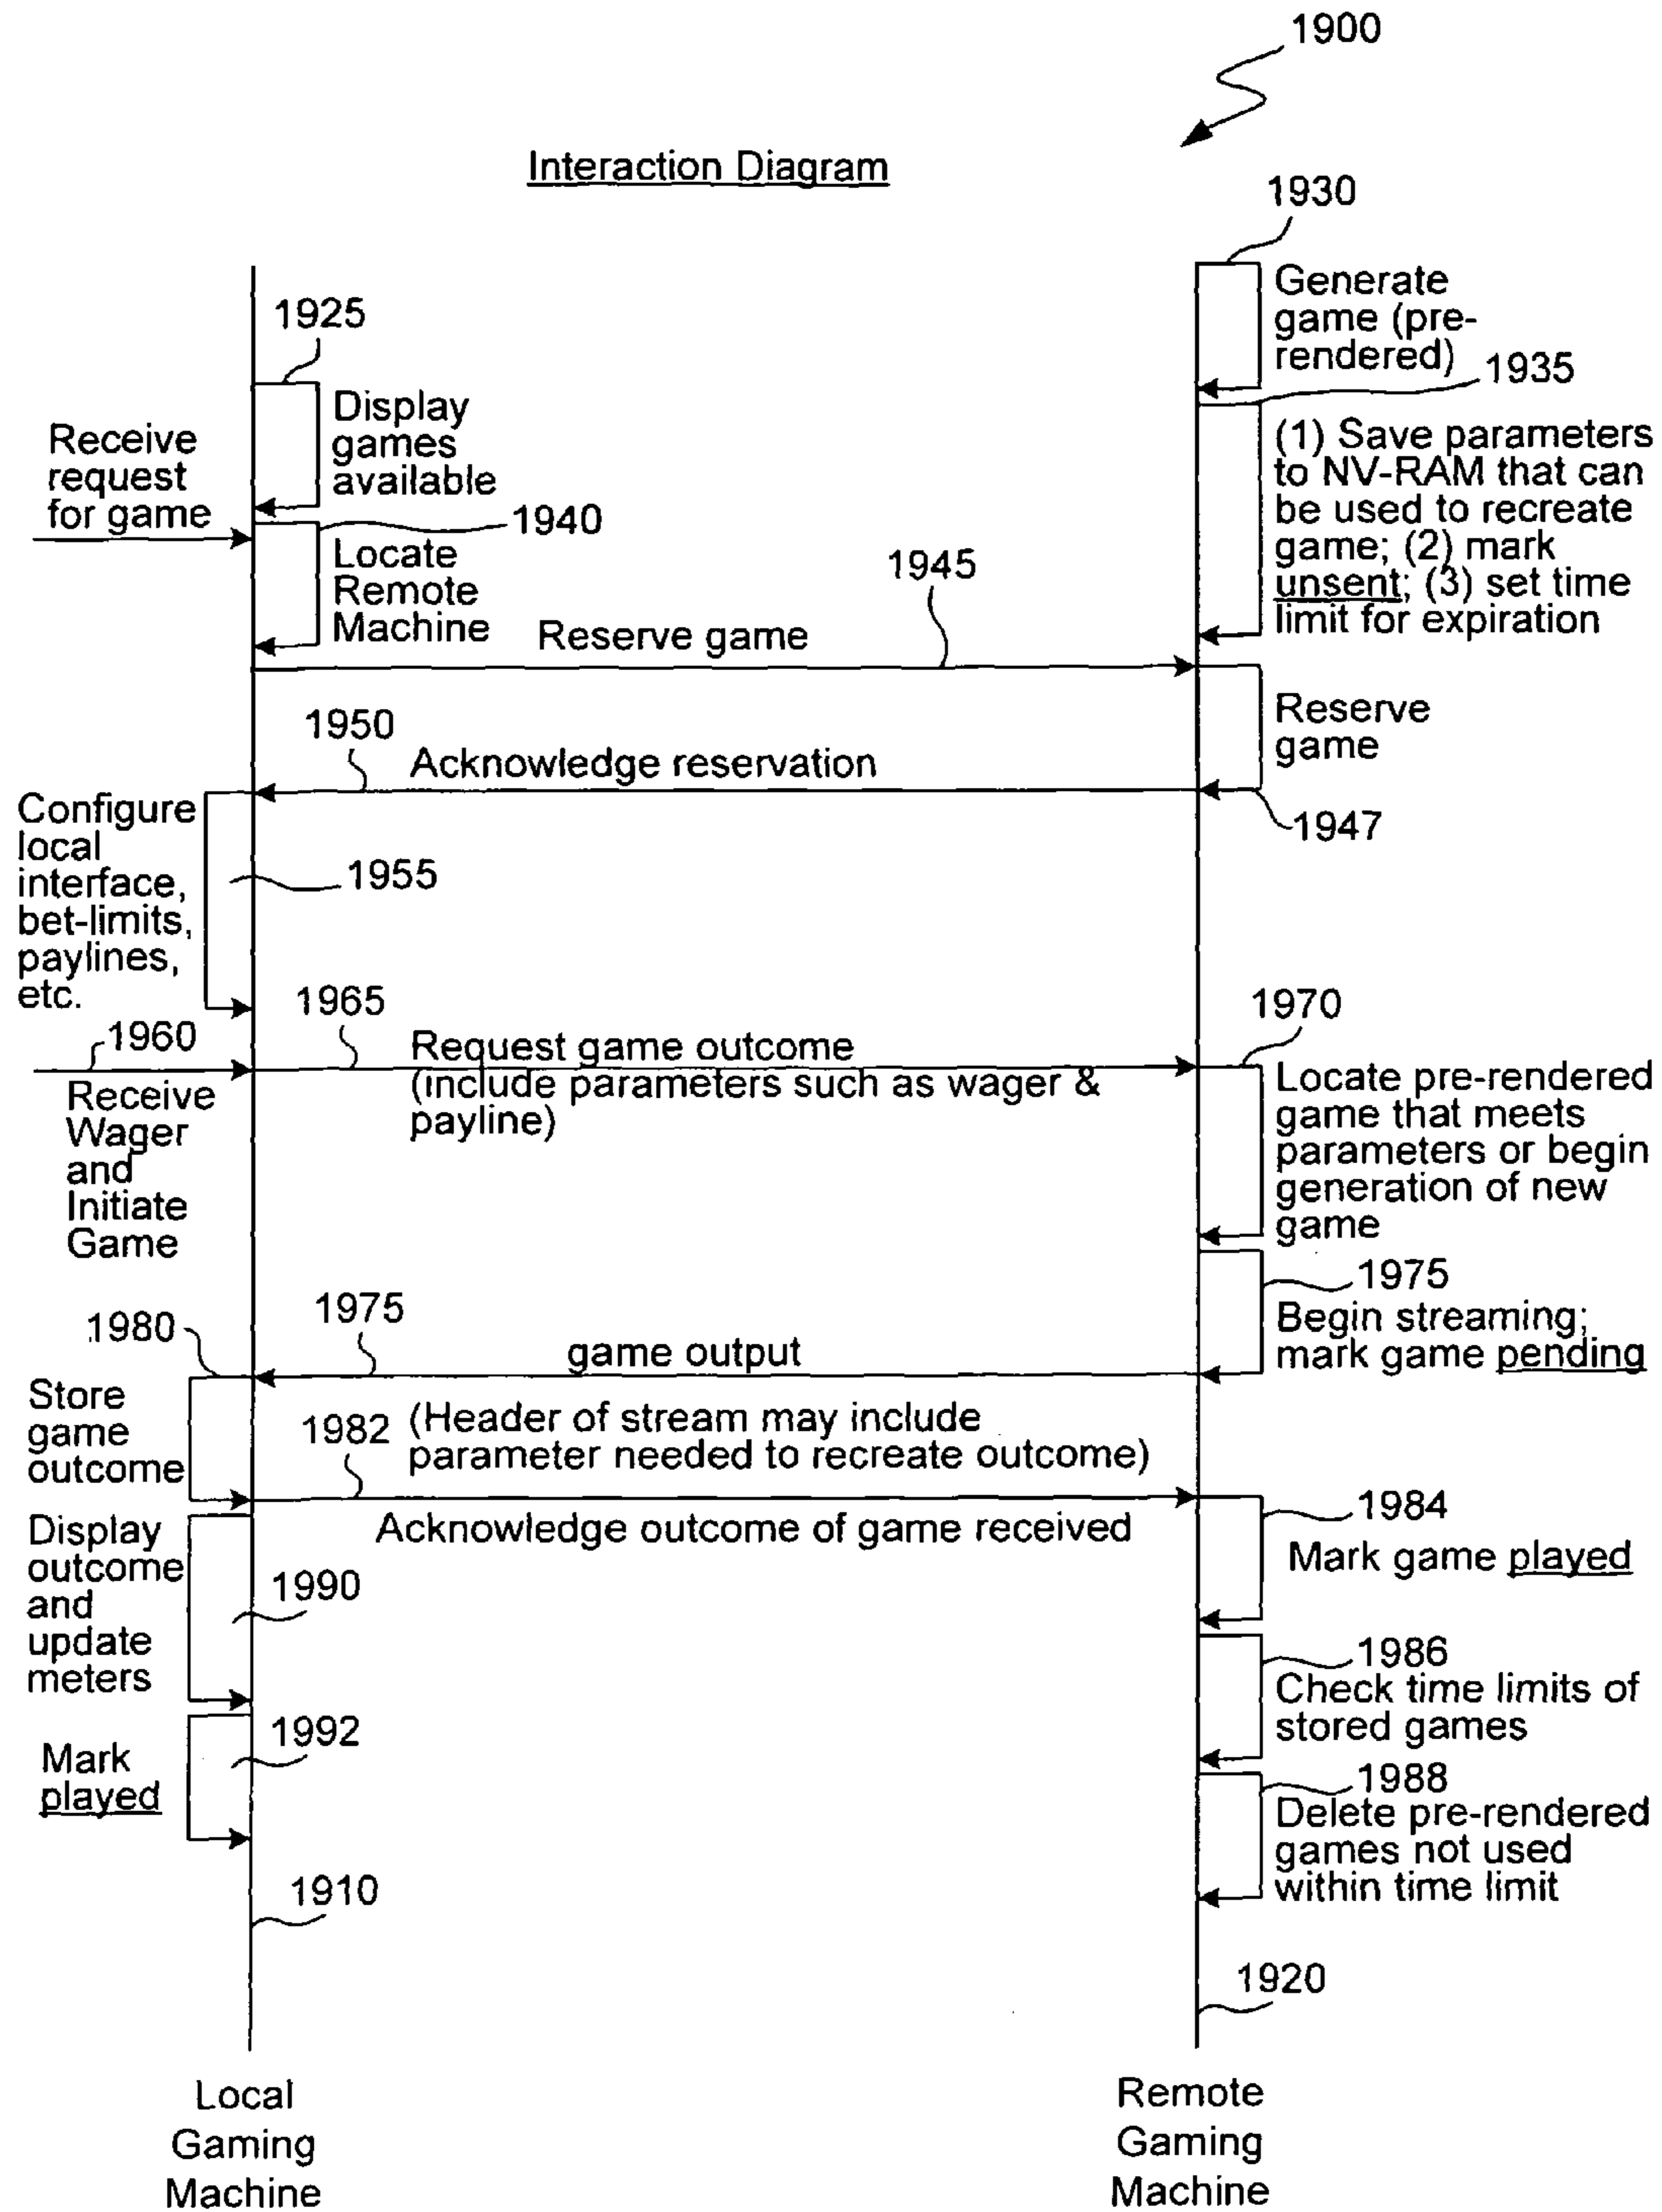 1900
Interaction Diagram
1930
Generate
game (pre-
rendered)
1925
1935
Display
games
available
Receive
request
for game
(1) Save parameters
to NV-RAM that can
be used to recreate
game; (2) mark
unsent; (3) set time
limit for expiration
1940
Locate
Remote
Machine
1945
Reserve game
Reserve
game
1950
Acknowledge reservation
1947
Configure
local
interface,
bet-limits,
paylines,
etc.
1955
1960
1965
1970
Receive
Wager
and
Initiate
Game
Request game outcome
(include parameters such as wager &
payline)
Locate pre-rendered
game that meets
parameters or begin
generation of new
game
1975
Begin streaming;
mark game pending
1980
1975
game output
Store
game
outcome
1982
(Header of stream may include
parameter needed to recreate outcome)
1984
Acknowledge outcome of game received
Mark game played
Display
outcome
and
update
meters
1990
1986
Check time limits of
stored games
1992
Mark
played
1988
Delete pre-rendered
games not used
within time limit
1910
1920
Local
Gaming
Machine
Remote
Gaming
Machine